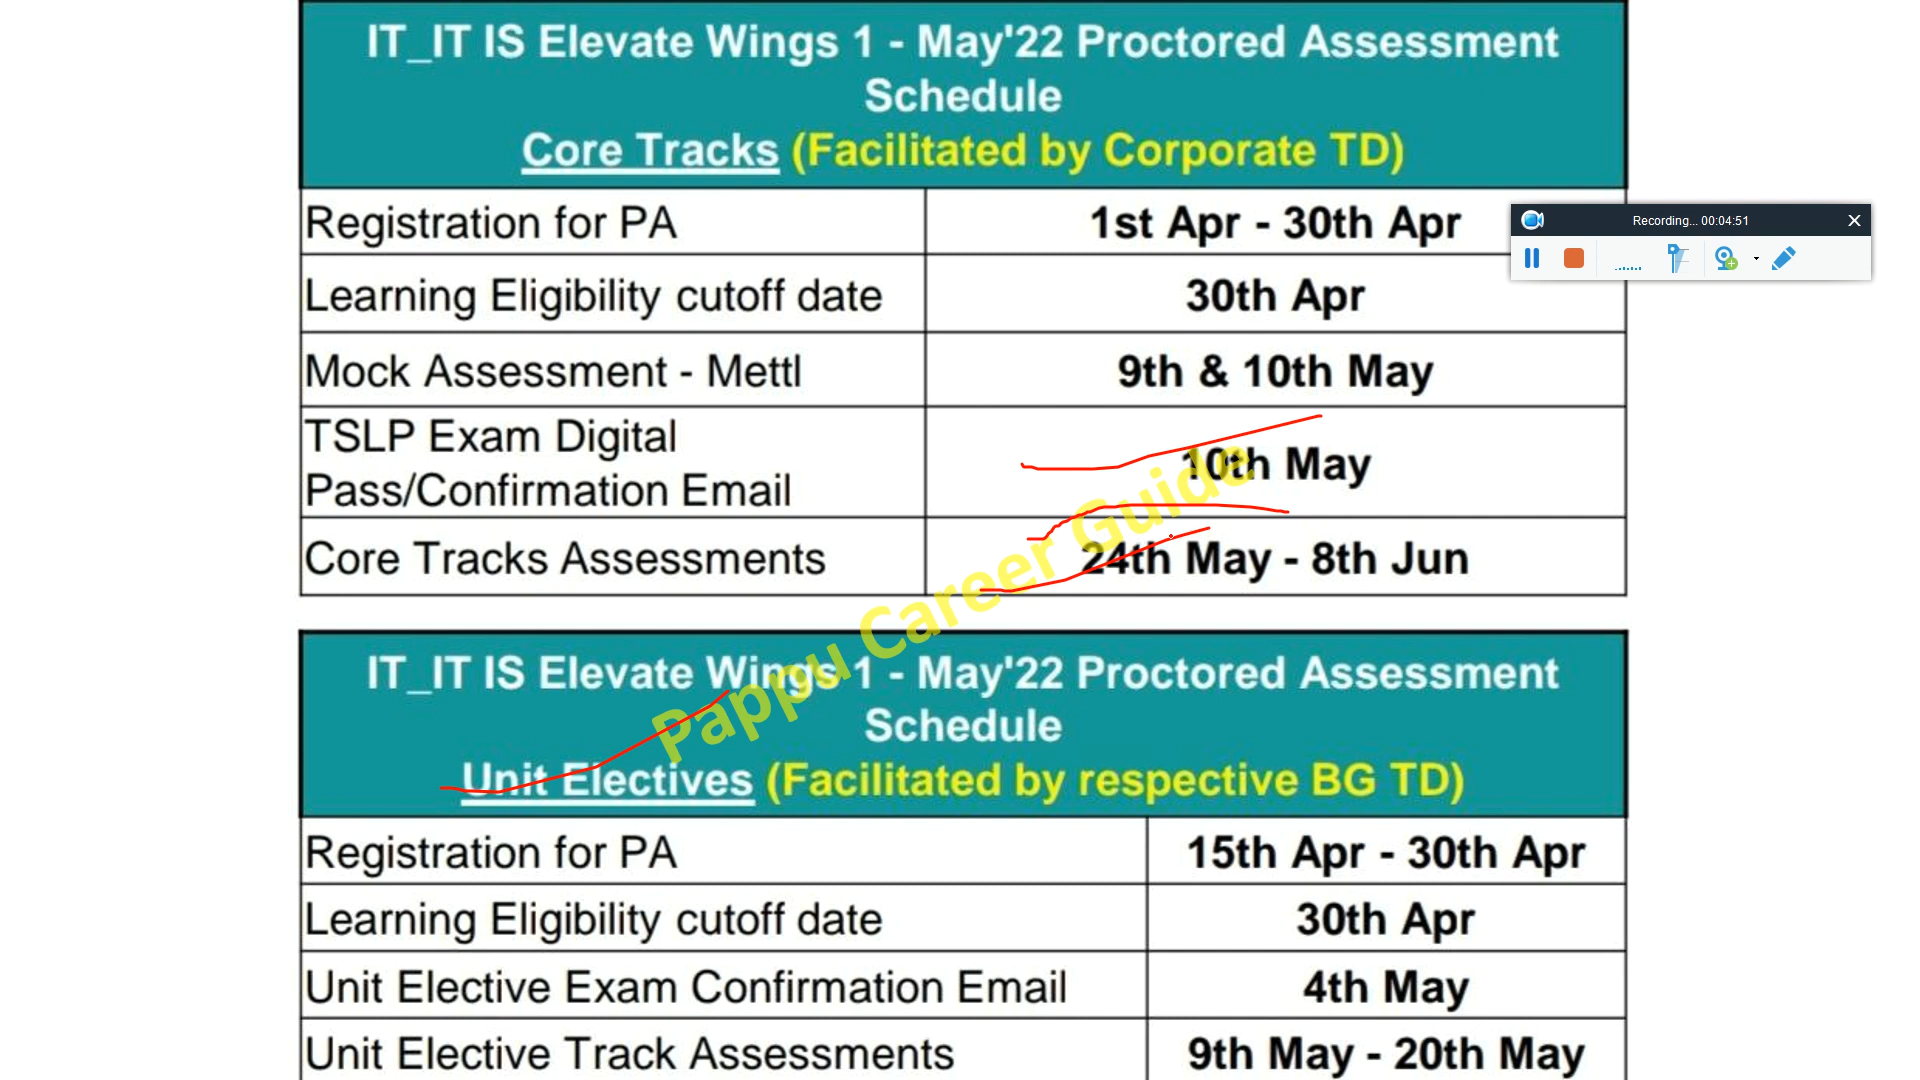 IT_IT IS Elevate Wings 1 - May'22 Proctored Assessment
Schedule
Core Tracks (Facilitated by Corporate TD)
Registration for PA 1st Apr - 30th Apr
Learning Eligibility cutoff date 30th Apr
Mock Assessment - Mettl 9th & 10th May
TSLP Exam Digital
Pass/Confirmation Email 10th May
Core Tracks Assessments 24th May - 8th Jun
Recording... 00:04:51
Pappu Career Guide
IT_IT IS Elevate Wings 1 - May'22 Proctored Assessment
Schedule
Unit Electives (Facilitated by respective BG TD)
Registration for PA 15th Apr - 30th Apr
Learning Eligibility cutoff date 30th Apr
Unit Elective Exam Confirmation Email 4th May
Unit Elective Track Assessments 9th May - 20th May